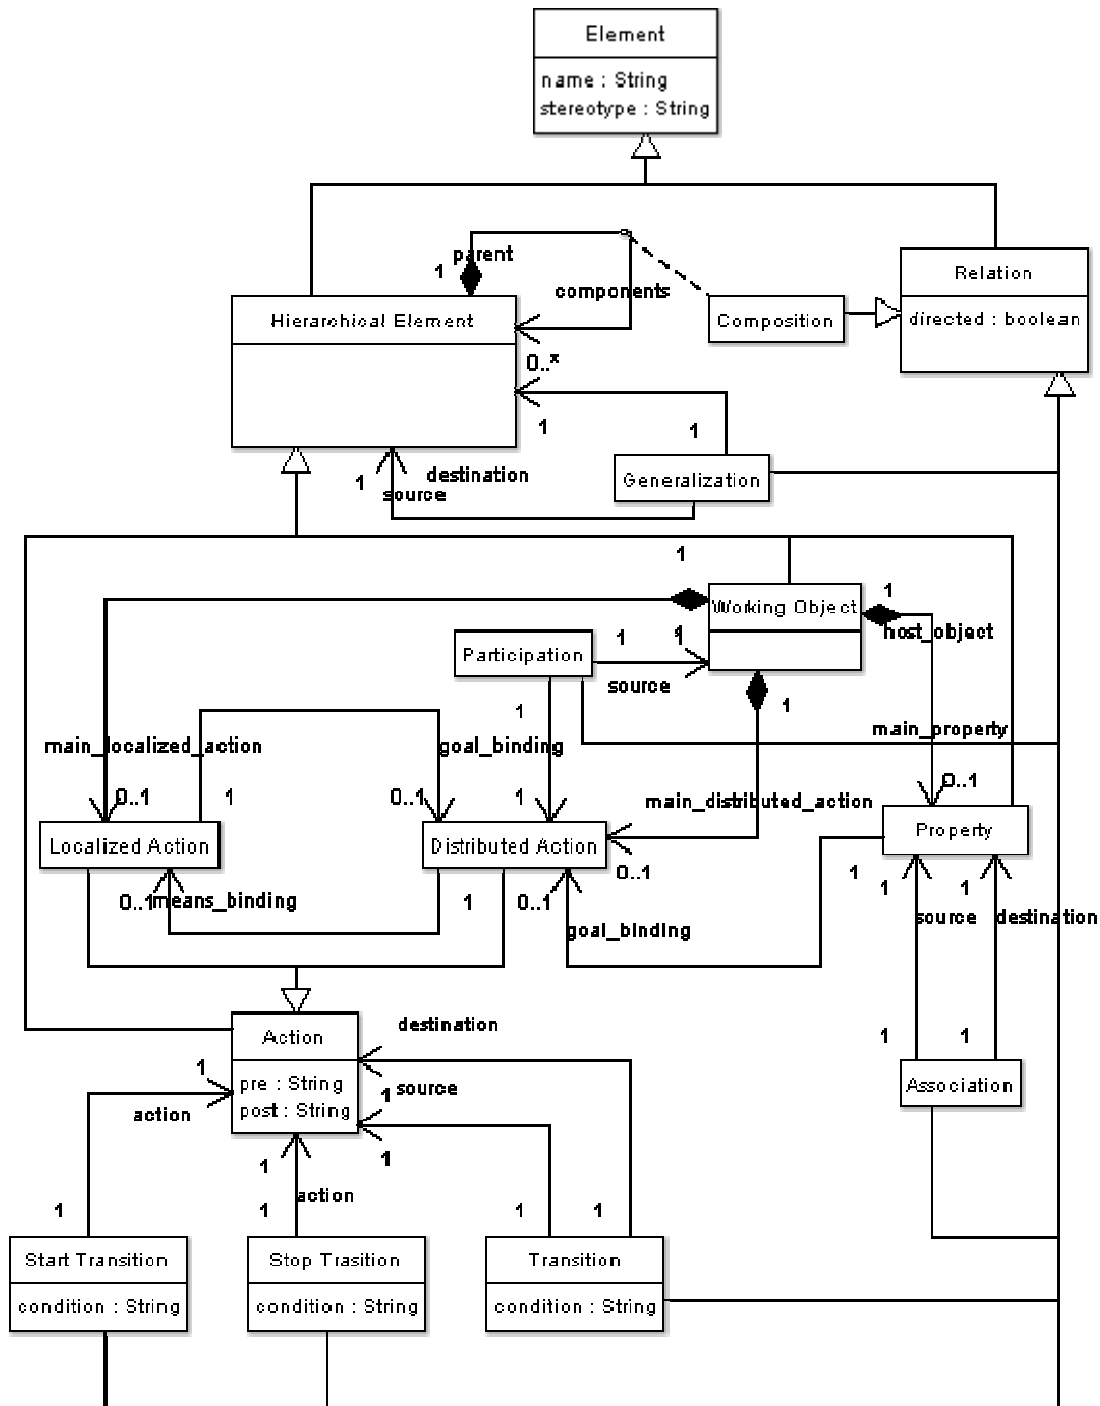 Element
name : String
stereotype : String
parent
1
components
Relation
directed : boolean
Hierarchical Element
Composition
0..*
1
1
destination
1
source
Generalization
1
Working Object
1
host_object
Participation
1
1
source
1
1
main_localized_action
goal_binding
main_property
0..1
1
0..1
1
main_distributed_action
0..1
Localized Action
Distributed Action
Property
0..1
means_binding
1
0..1
0..1
goal_binding
1
1
1
source
destination
Action
destination
1
1
Association
1
pre : String
post : String
source
1
action
1
1
action
1
1
1
1
Start Transition
condition : String
Stop Trasition
condition : String
Transition
condition : String